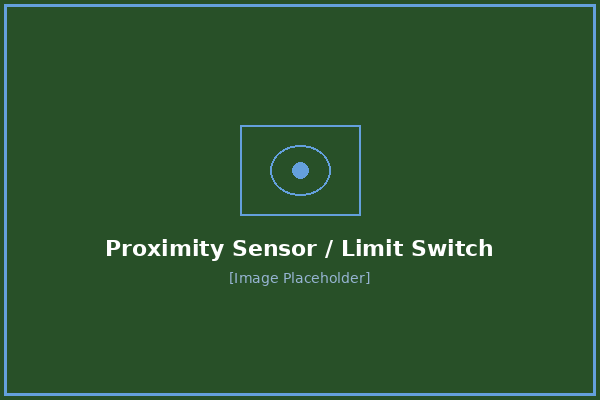 Proximity Sensor / Limit Switch
[Image Placeholder]